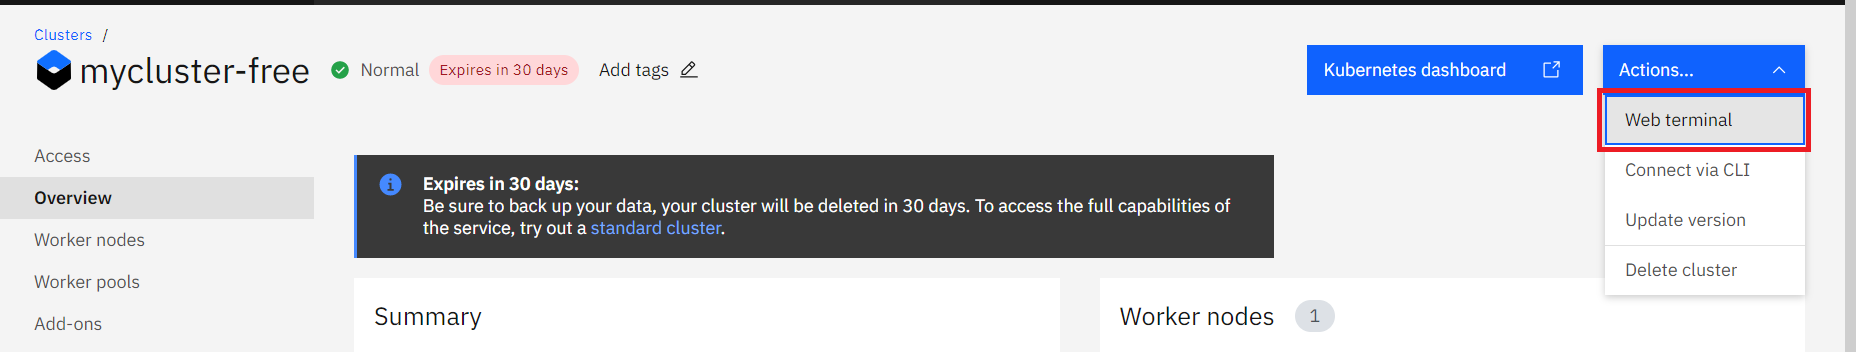 Clusters /
mycluster-free Normal Expires in 30 days Add tags
Kubernetes dashboard
Actions...
Web terminal
Connect via CLI
Update version
Delete cluster
Access
Overview
Worker nodes
Worker pools
Add-ons
Expires in 30 days:
Be sure to back up your data, your cluster will be deleted in 30 days. To access the full capabilities of
the service, try out a standard cluster.
Summary
Worker nodes 1